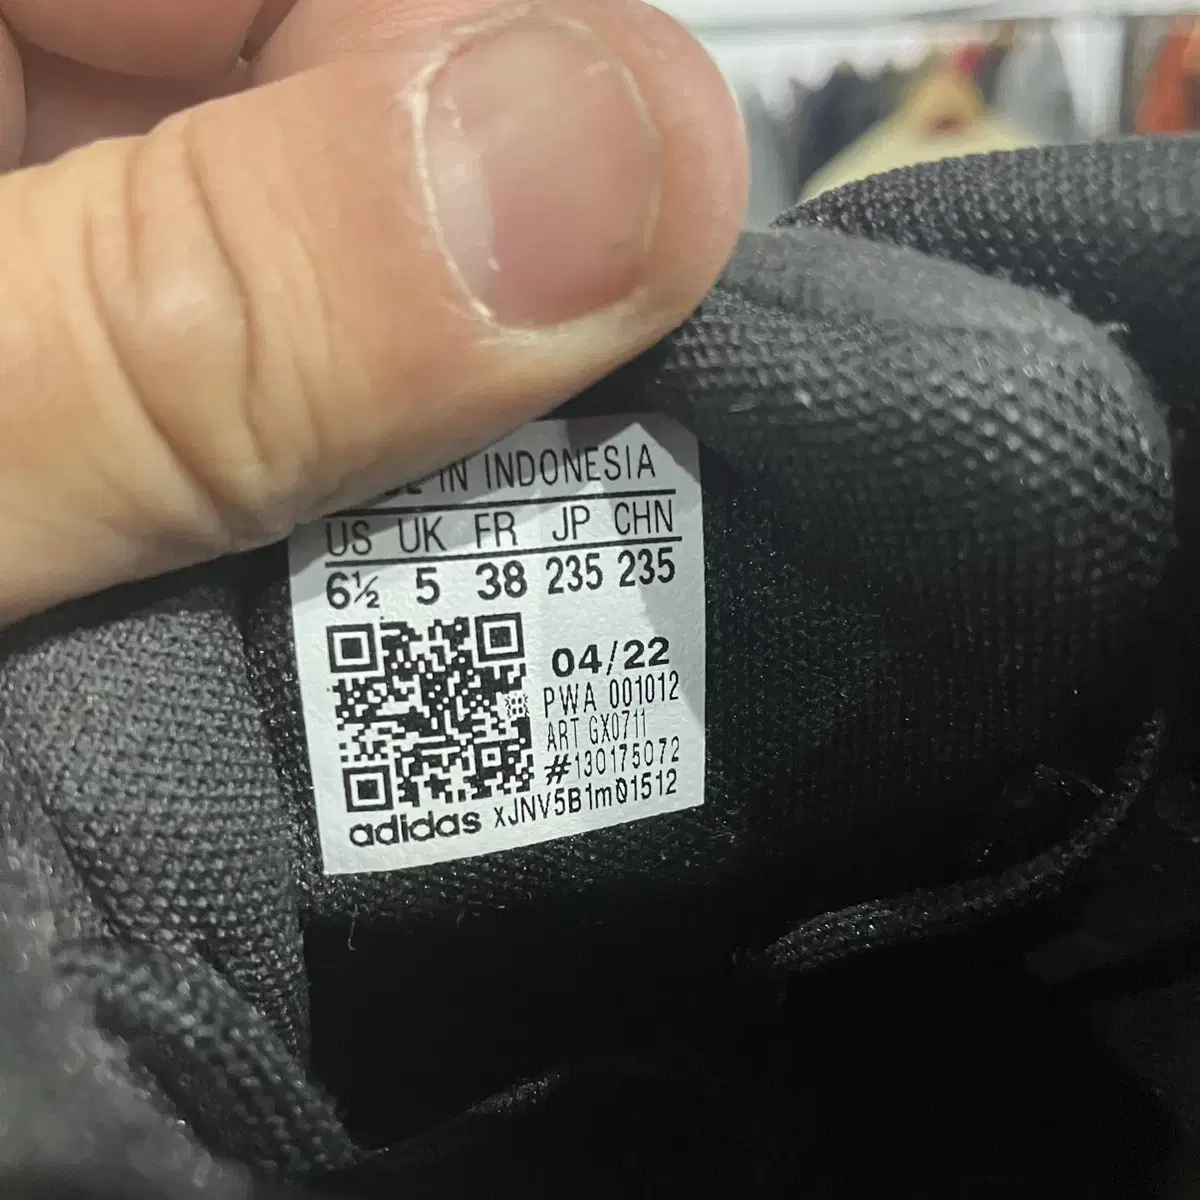 IN INDONESIA
US UK FR JP CHN
6½ 5 38 235 235
04/22
PWA 001012
ART GX0711
#130175072
adidas xJNV5B1m01512